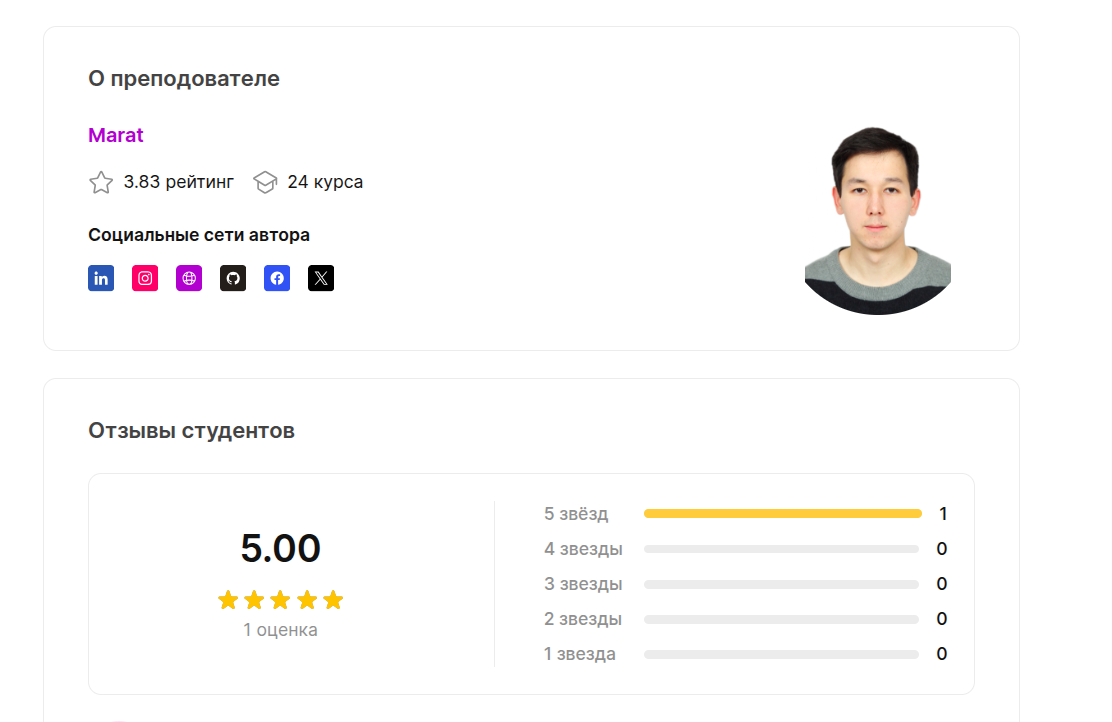 О преподователе
Marat
3.83 рейтинг 24 курса
Социальные сети автора
Отзывы студентов
5.00
1 оценка
5 звёзд 1
4 звезды 0
3 звезды 0
2 звезды 0
1 звезда 0